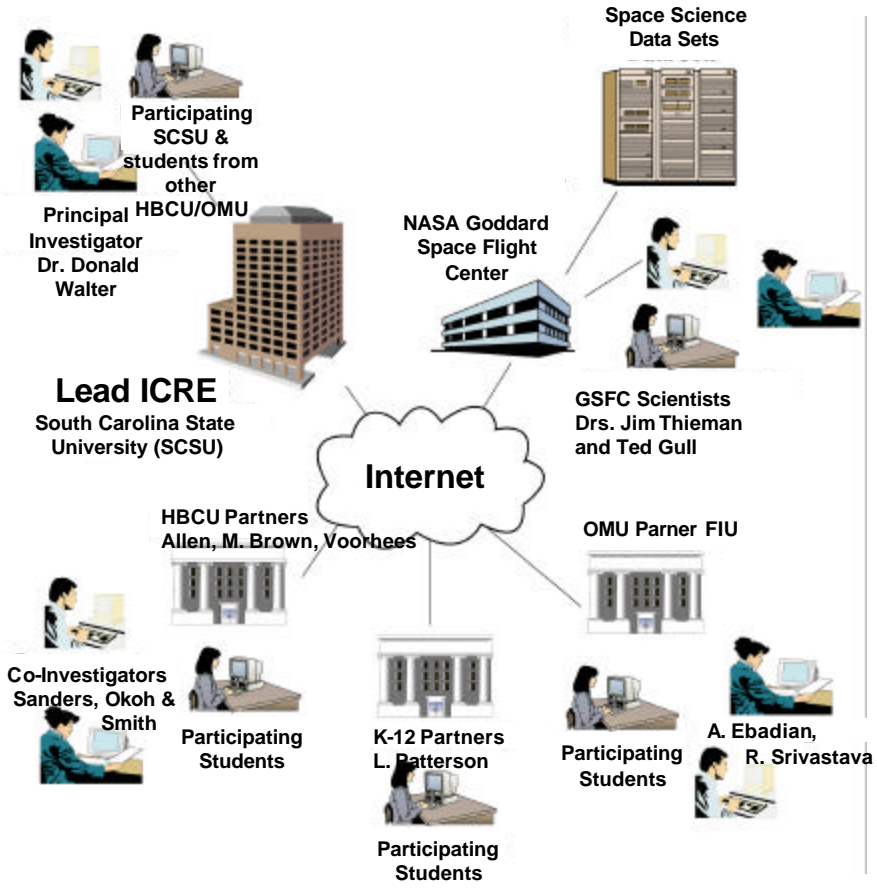 Space Science
Data Sets
Participating
SCSU &
students from
other
HBCU/OMU
Principal
Investigator
Dr. Donald
Walter
NASA Goddard
Space Flight
Center
Lead ICRE
South Carolina State
University (SCSU)
GSFC Scientists
Drs. Jim Thieman
and Ted Gull
Internet
HBCU Partners
Allen, M. Brown, Voorhees
OMU Parner FIU
Co-Investigators
Sanders, Okoh &
Smith
Participating
Students
K-12 Partners
L. Patterson
Participating
Students
Participating
Students
A. Ebadian,
R. Srivastava